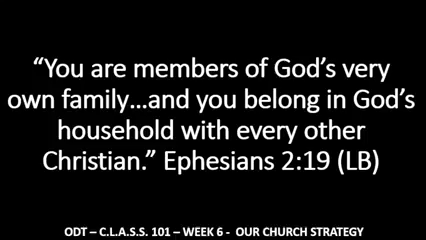 “You are members of God’s very
own family…and you belong in God’s
household with every other
Christian.” Ephesians 2:19 (LB)
ODT – C.L.A.S.S. 101 – WEEK 6 - OUR CHURCH STRATEGY